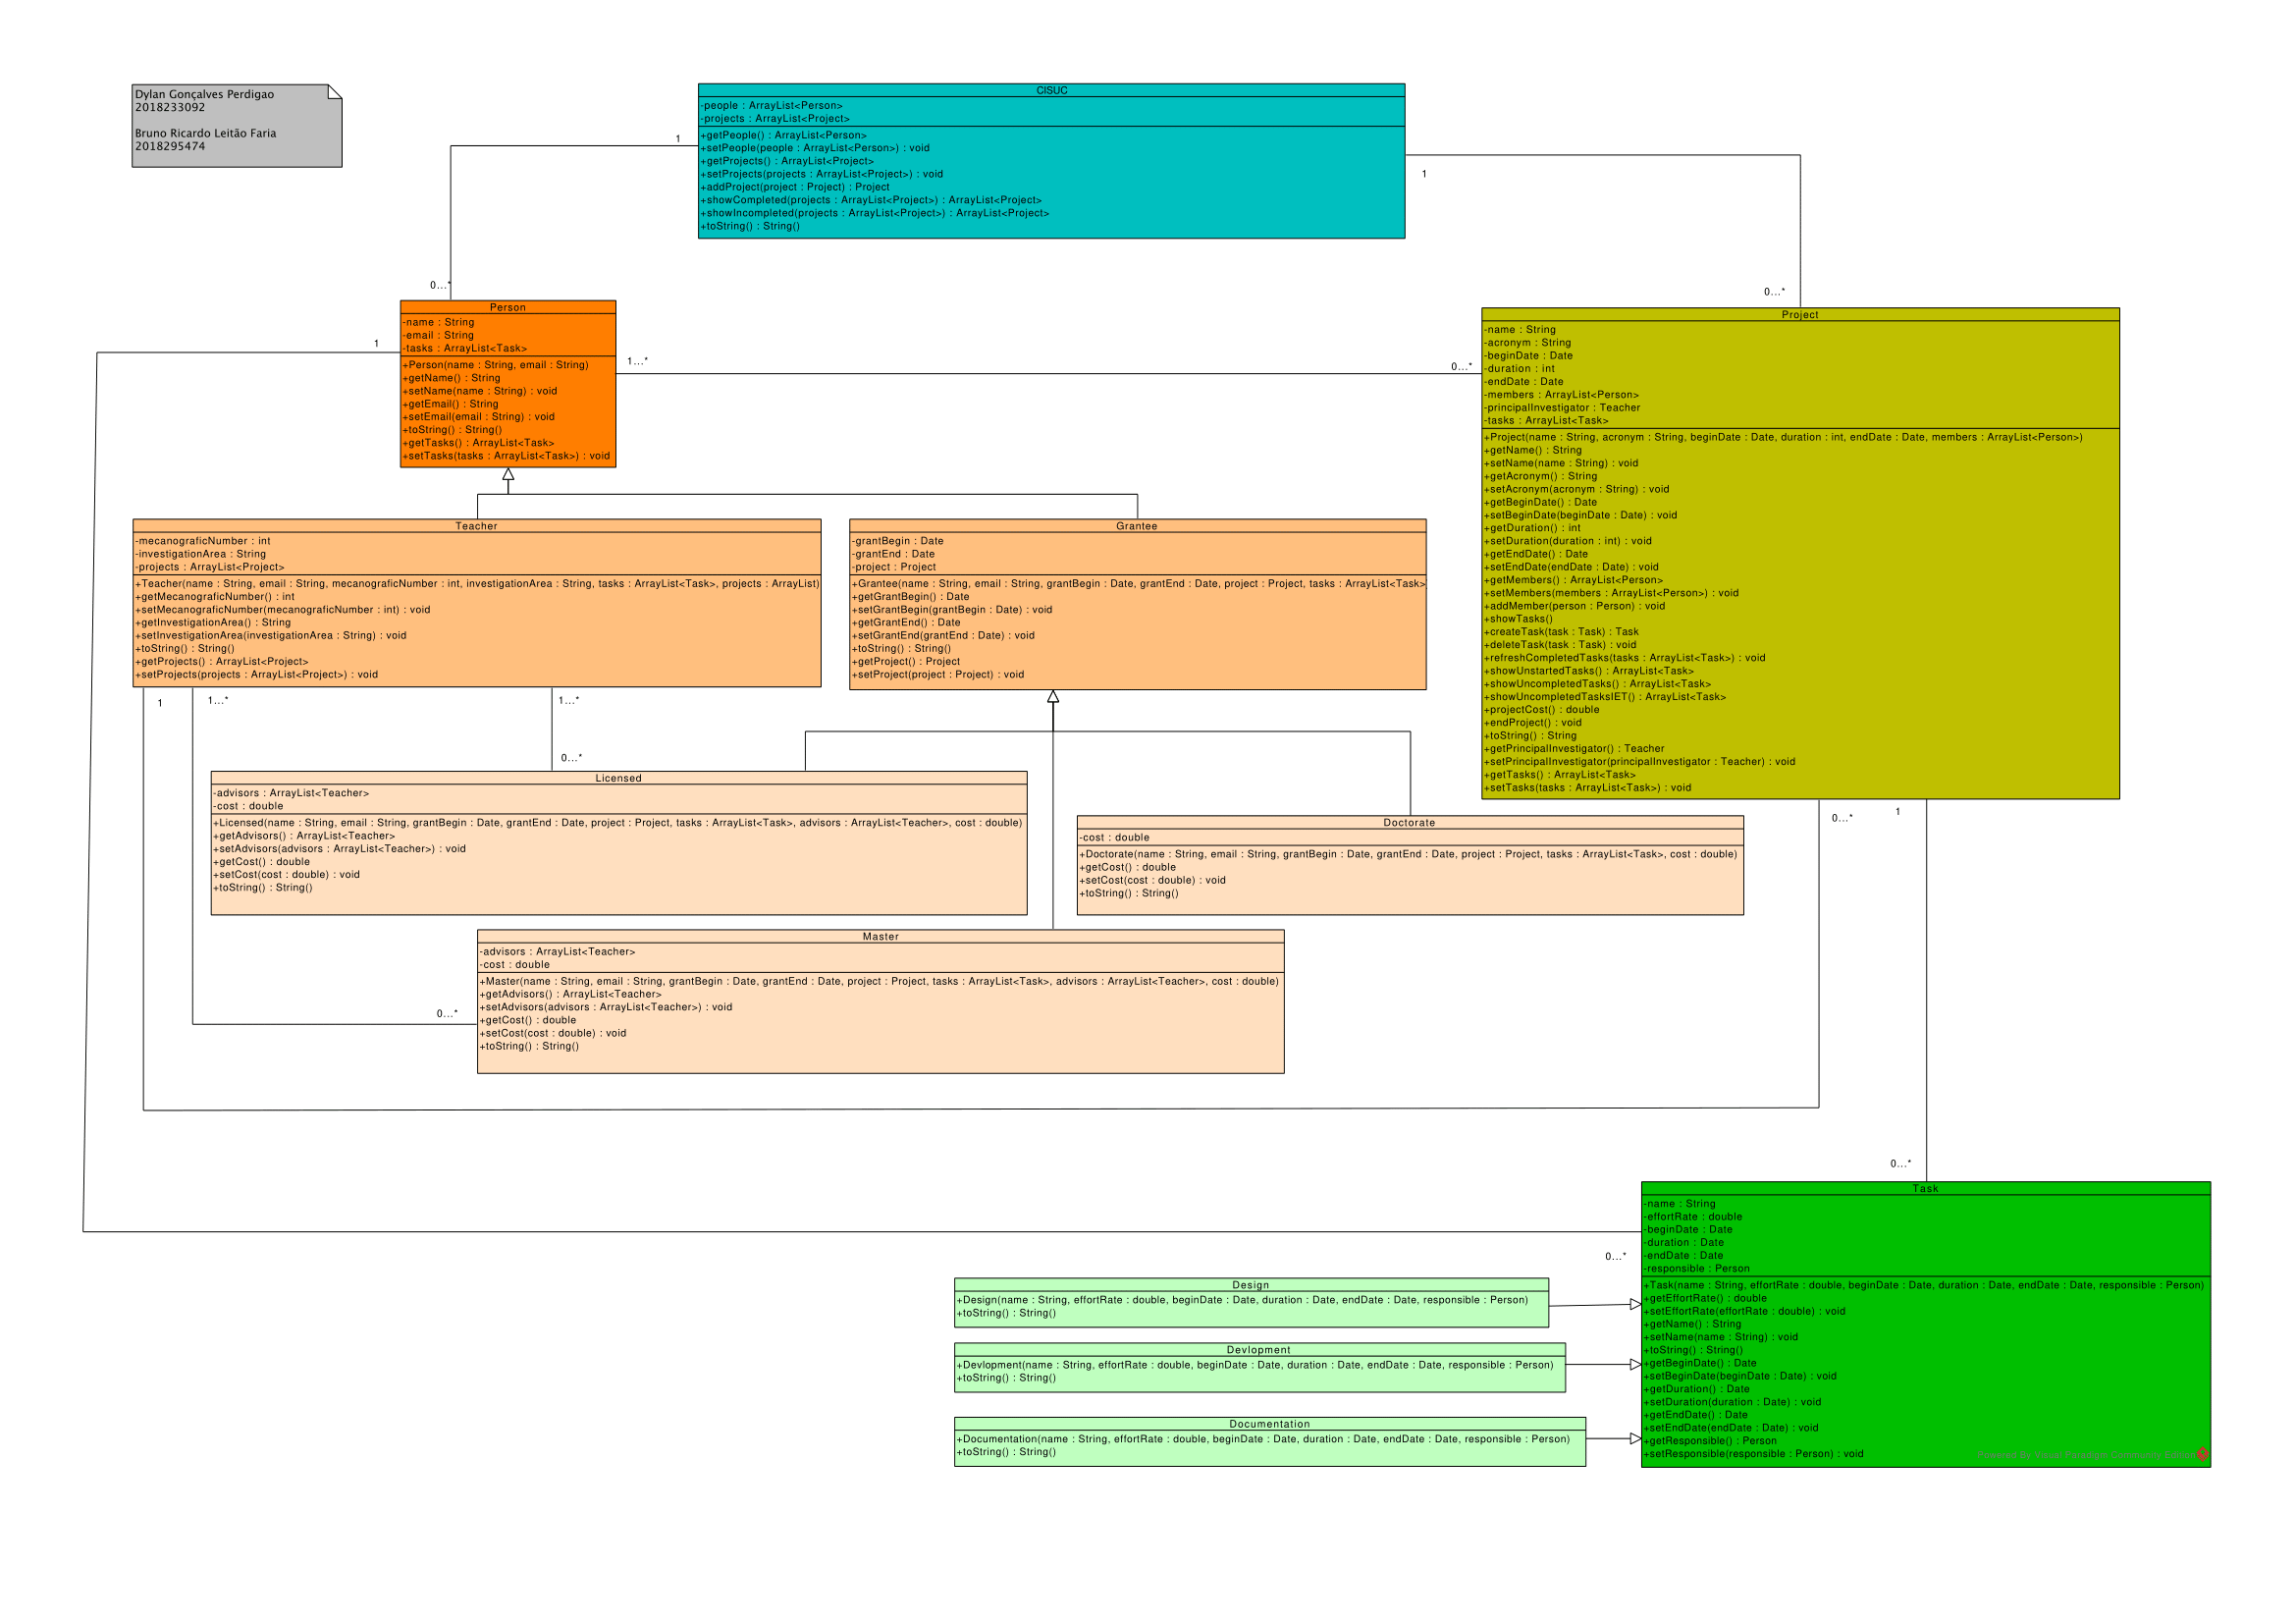 Dylan Gonçalves Perdigao
2018233092
Bruno Ricardo Leitão Faria
2018295474
CISUC
-people : ArrayList<Person>
-projects : ArrayList<Project>
+getPeople() : ArrayList<Person>
+setPeople(people : ArrayList<Person>) : void
+getProjects() : ArrayList<Project>
+setProjects(projects : ArrayList<Project>) : void
+addProject(project : Project) : Project
+showCompleted(projects : ArrayList<Project>) : ArrayList<Project>
+showIncompleted(projects : ArrayList<Project>) : ArrayList<Project>
+toString() : String()
1
1
0...*
0...*
Person
-name : String
-email : String
-tasks : ArrayList<Task>
+Person(name : String, email : String)
+getName() : String
+setName(name : String) : void
+getEmail() : String
+setEmail(email : String) : void
+toString() : String()
+getTasks() : ArrayList<Task>
+setTasks(tasks : ArrayList<Task>) : void
1
1...*
0...*
Project
-name : String
-acronym : String
-beginDate : Date
-duration : int
-endDate : Date
-members : ArrayList<Person>
-principalInvestigator : Teacher
-tasks : ArrayList<Task>
+Project(name : String, acronym : String, beginDate : Date, duration : int, endDate : Date, members : ArrayList<Person>)
+getName() : String
+setName(name : String) : void
+getAcronym() : String
+setAcronym(acronym : String) : void
+getBeginDate() : Date
+setBeginDate(beginDate : Date) : void
+getDuration() : int
+setDuration(duration : int) : void
+getEndDate() : Date
+setEndDate(endDate : Date) : void
+getMembers() : ArrayList<Person>
+setMembers(members : ArrayList<Person>) : void
+addMember(person : Person) : void
+showTasks()
+createTask(task : Task) : Task
+deleteTask(task : Task) : void
+refreshCompletedTasks(tasks : ArrayList<Task>) : void
+showUnstartedTasks() : ArrayList<Task>
+showUncompletedTasks() : ArrayList<Task>
+showUncompletedTasksIET() : ArrayList<Task>
+projectCost() : double
+endProject() : void
+toString() : String
+getPrincipalInvestigator() : Teacher
+setPrincipalInvestigator(principalInvestigator : Teacher) : void
+getTasks() : ArrayList<Task>
+setTasks(tasks : ArrayList<Task>) : void
Teacher
-mecanograficNumber : int
-investigationArea : String
-projects : ArrayList<Project>
+Teacher(name : String, email : String, mecanograficNumber : int, investigationArea : String, tasks : ArrayList<Task>, projects : ArrayList)
+getMecanograficNumber() : int
+setMecanograficNumber(mecanograficNumber : int) : void
+getInvestigationArea() : String
+setInvestigationArea(investigationArea : String) : void
+toString() : String()
+getProjects() : ArrayList<Project>
+setProjects(projects : ArrayList<Project>) : void
Grantee
-grantBegin : Date
-grantEnd : Date
-project : Project
+Grantee(name : String, email : String, grantBegin : Date, grantEnd : Date, project : Project, tasks : ArrayList<Task>
+getGrantBegin() : Date
+setGrantBegin(grantBegin : Date) : void
+getGrantEnd() : Date
+setGrantEnd(grantEnd : Date) : void
+toString() : String()
+getProject() : Project
+setProject(project : Project) : void
1
1...*
1...*
0...*
Licensed
-advisors : ArrayList<Teacher>
-cost : double
+Licensed(name : String, email : String, grantBegin : Date, grantEnd : Date, project : Project, tasks : ArrayList<Task>, advisors : ArrayList<Teacher>, cost : double)
+getAdvisors() : ArrayList<Teacher>
+setAdvisors(advisors : ArrayList<Teacher>) : void
+getCost() : double
+setCost(cost : double) : void
+toString() : String()
Doctorate
-cost : double
+Doctorate(name : String, email : String, grantBegin : Date, grantEnd : Date, project : Project, tasks : ArrayList<Task>, cost : double)
+getCost() : double
+setCost(cost : double) : void
+toString() : String()
0...*
1
Master
-advisors : ArrayList<Teacher>
-cost : double
+Master(name : String, email : String, grantBegin : Date, grantEnd : Date, project : Project, tasks : ArrayList<Task>, advisors : ArrayList<Teacher>, cost : double)
+getAdvisors() : ArrayList<Teacher>
+setAdvisors(advisors : ArrayList<Teacher>) : void
+getCost() : double
+setCost(cost : double) : void
+toString() : String()
0...*
0...*
Task
-name : String
-effortRate : double
-beginDate : Date
-duration : Date
-endDate : Date
-responsible : Person
+Task(name : String, effortRate : double, beginDate : Date, duration : Date, endDate : Date, responsible : Person)
+getEffortRate() : double
+setEffortRate(effortRate : double) : void
+getName() : String
+setName(name : String) : void
+toString() : String()
+getBeginDate() : Date
+setBeginDate(beginDate : Date) : void
+getDuration() : Date
+setDuration(duration : Date) : void
+getEndDate() : Date
+setEndDate(endDate : Date) : void
+getResponsible() : Person
+setResponsible(responsible : Person) : void
0...*
Design
+Design(name : String, effortRate : double, beginDate : Date, duration : Date, endDate : Date, responsible : Person)
+toString() : String()
Devlopment
+Devlopment(name : String, effortRate : double, beginDate : Date, duration : Date, endDate : Date, responsible : Person)
+toString() : String()
Documentation
+Documentation(name : String, effortRate : double, beginDate : Date, duration : Date, endDate : Date, responsible : Person)
+toString() : String()